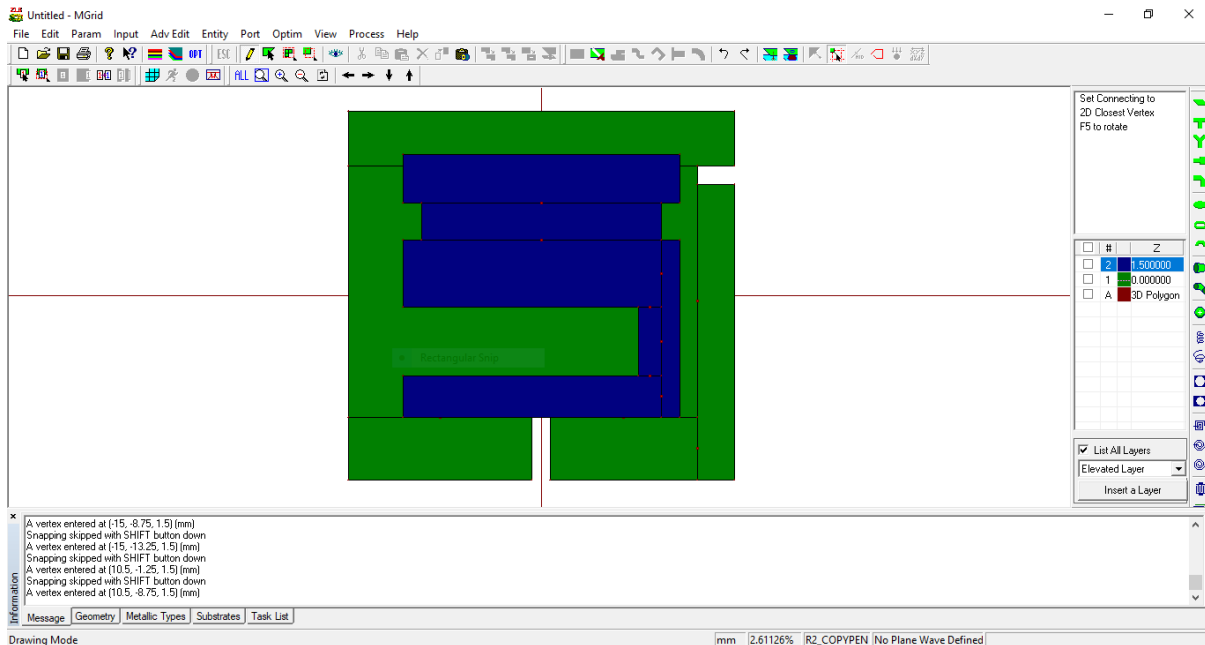 Untitled - MGrid
File Edit Param Input Adv Edit Entity Port Optim View Process Help
OPT ESC
ALL
Set Connecting to
2D Closest Vertex
F5 to rotate
# Z
2 1.500000
1 0.000000
A 3D Polygon
Rectangular Snip
List All Layers
Elevated Layer
Insert a Layer
A vertex entered at (-15, -8.75, 1.5) (mm)
Snapping skipped with SHIFT button down
A vertex entered at (-15, -13.25, 1.5) (mm)
Snapping skipped with SHIFT button down
A vertex entered at (10.5, -1.25, 1.5) (mm)
Snapping skipped with SHIFT button down
A vertex entered at (10.5, -8.75, 1.5) (mm)
Information
Message Geometry Metallic Types Substrates Task List
Drawing Mode mm 2.61126% R2_COPYPEN No Plane Wave Defined